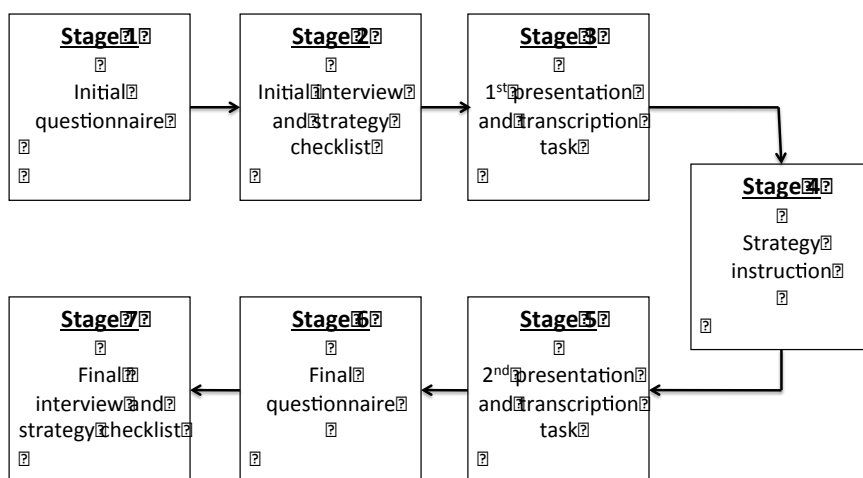 Stage 1
Initial
questionnaire
Stage 2
Initial interview
and strategy
checklist
Stage 3
1st presentation
and transcription
task
Stage 4
Strategy
instruction
Stage 5
2nd presentation
and transcription
task
Stage 6
Final
questionnaire
Stage 7
Final
interview and
strategy checklist